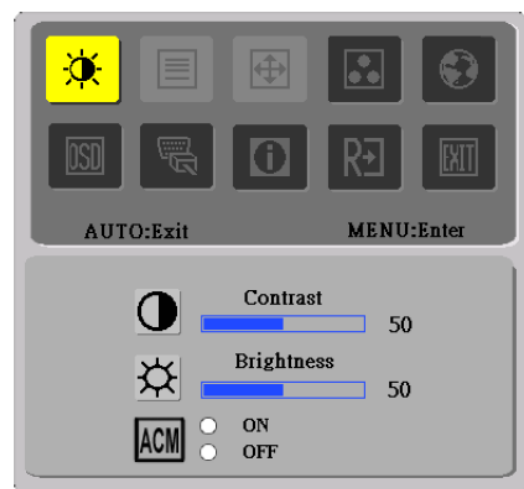 OSD
i
R
EXIT
AUTO:Exit MENU:Enter
Contrast
50
Brightness
50
ACM
ON
OFF